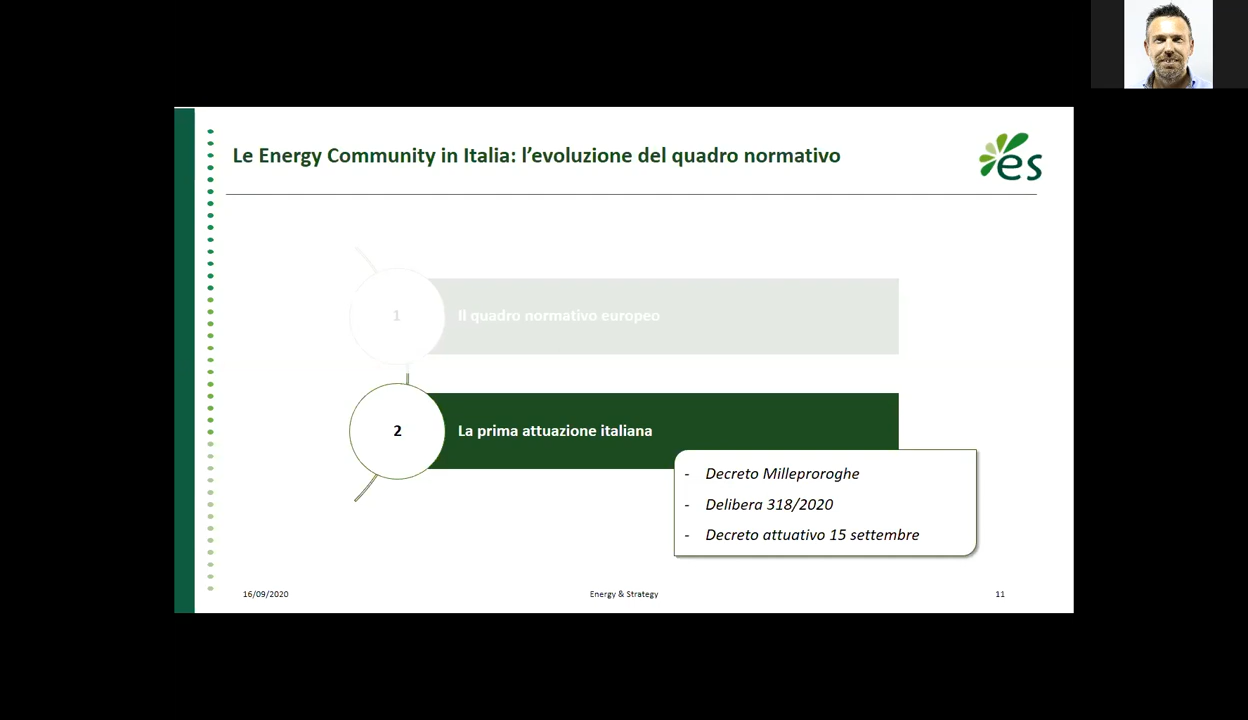 Le Energy Community in Italia: l’evoluzione del quadro normativo
es
1
Il quadro normativo europeo
2
La prima attuazione italiana
- Decreto Milleproroghe
- Delibera 318/2020
- Decreto attuativo 15 settembre
16/09/2020
Energy & Strategy
11